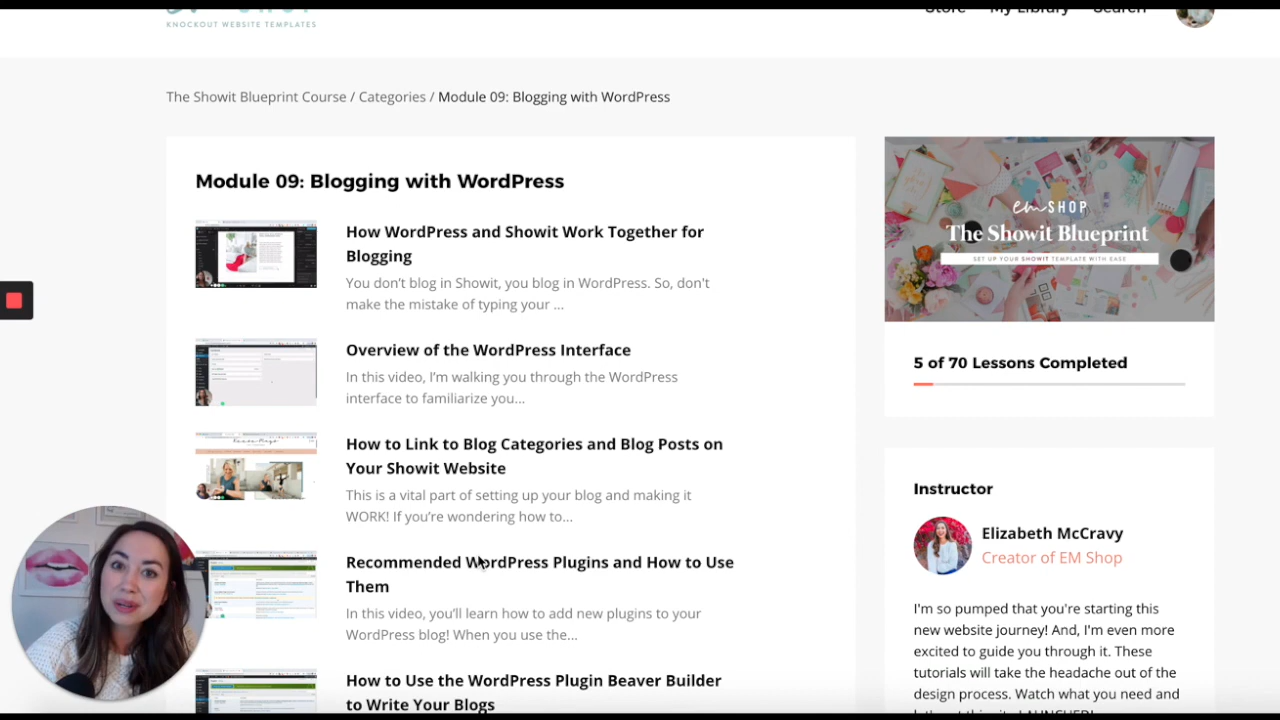 KNOCKOUT WEBSITE TEMPLATES
Store My Library Search
The Showit Blueprint Course / Categories / Module 09: Blogging with WordPress
Module 09: Blogging with WordPress
How WordPress and Showit Work Together for
Blogging
You don't blog in Showit, you blog in WordPress. So, don't
make the mistake of typing your ...
Overview of the WordPress Interface
In this video, I'm walking you through the WordPress
interface to familiarize you...
How to Link to Blog Categories and Blog Posts on
Your Showit Website
This is a vital part of setting up your blog and making it
WORK! If you're wondering how to...
Recommended WordPress Plugins and How to Use
Them
In this video, you'll learn how to add new plugins to your
WordPress blog! When you use the...
How to Use the WordPress Plugin Beaver Builder
to Write Your Blogs
em SHOP
The Showit Blueprint
SET UP YOUR SHOWIT TEMPLATE WITH EASE
5 of 70 Lessons Completed
Instructor
Elizabeth McCravy
Creator of EM Shop
I'm so pumped that you're starting this
new website journey! And, I'm even more
excited to guide you through it. These
tutorials will take the headache out of the
design process. Watch what you need and